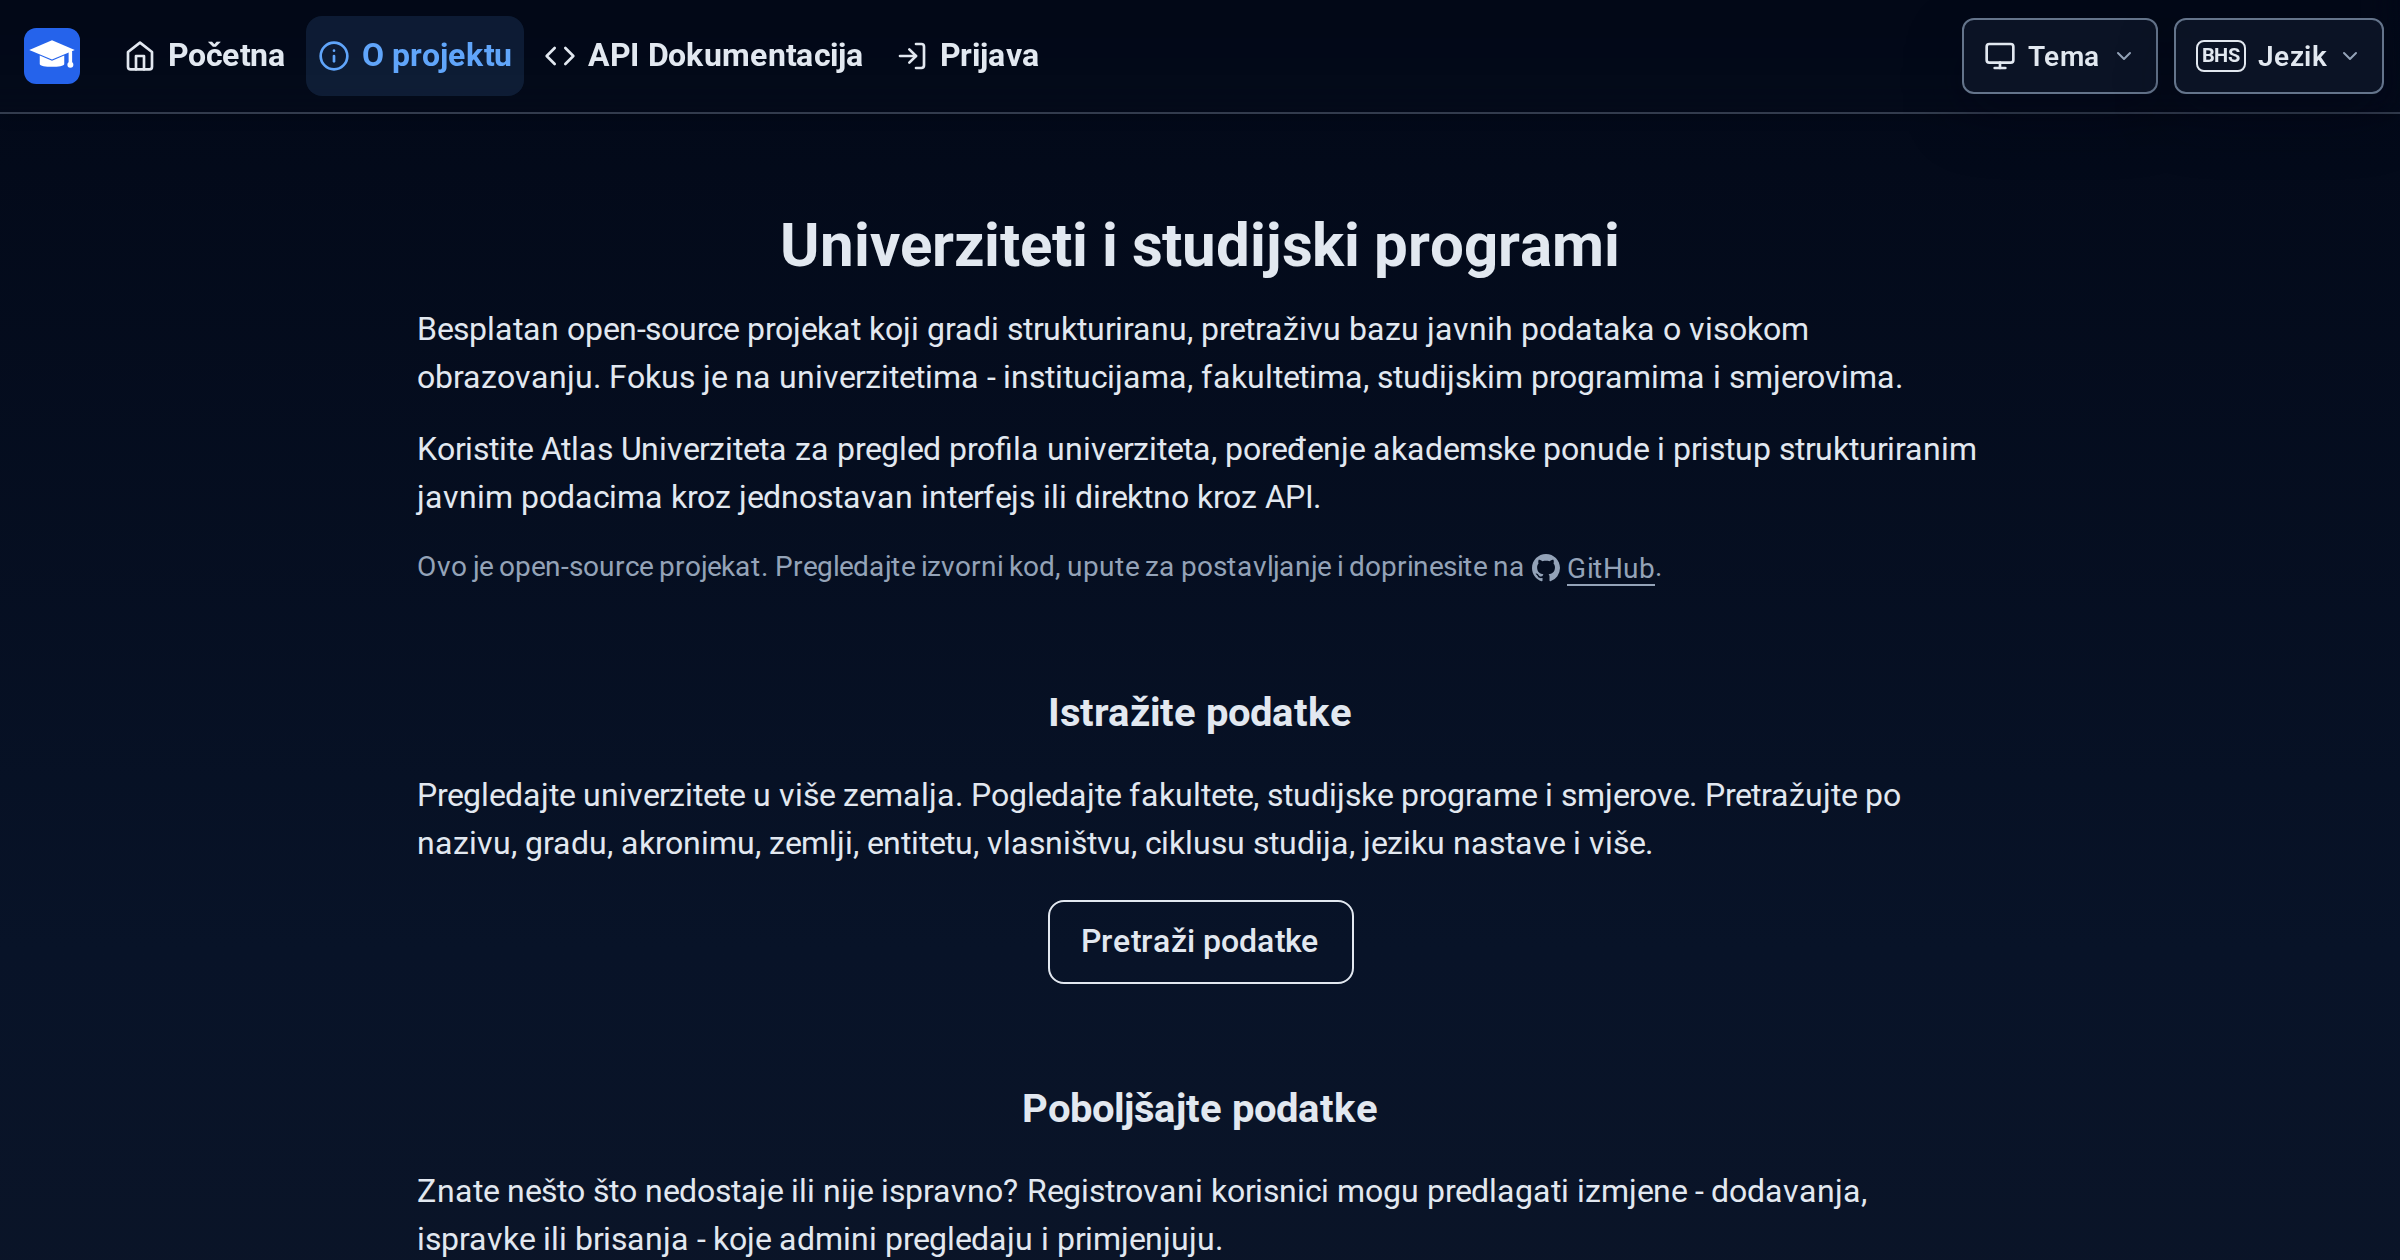 Početna
O projektu
API Dokumentacija
Prijava
Tema
BHS Jezik
Univerziteti i studijski programi
Besplatan open-source projekat koji gradi strukturiranu, pretraživu bazu javnih podataka o visokom
obrazovanju. Fokus je na univerzitetima - institucijama, fakultetima, studijskim programima i smjerovima.
Koristite Atlas Univerziteta za pregled profila univerziteta, poređenje akademske ponude i pristup strukturiranim
javnim podacima kroz jednostavan interfejs ili direktno kroz API.
Ovo je open-source projekat. Pregledajte izvorni kod, upute za postavljanje i doprinesite na GitHub.
Istražite podatke
Pregledajte univerzitete u više zemalja. Pogledajte fakultete, studijske programe i smjerove. Pretražujte po
nazivu, gradu, akronimu, zemlji, entitetu, vlasništvu, ciklusu studija, jeziku nastave i više.
Pretraži podatke
Poboljšajte podatke
Znate nešto što nedostaje ili nije ispravno? Registrovani korisnici mogu predlagati izmjene - dodavanja,
ispravke ili brisanja - koje admini pregledaju i primjenjuju.